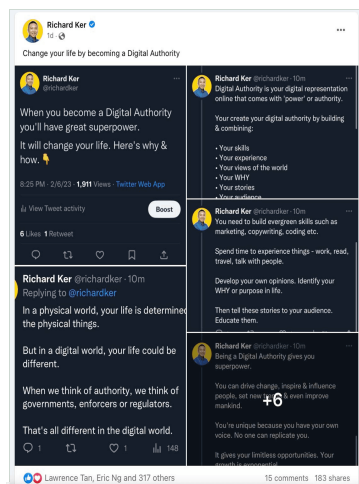 Richard Ker
1d ·
Change your life by becoming a Digital Authority
Richard Ker
@richardker
When you become a Digital Authority
you'll have great superpower.
It will change your life. Here's why &
how. 👇
8:25 PM · 2/6/23 · 1,911 Views · Twitter Web App
View Tweet activity
Boost
6 Likes 1 Retweet
Richard Ker @richardker · 10m
Replying to @richardker
In a physical world, your life is determined
the physical things.
But in a digital world, your life could be
different.
When we think of authority, we think of
governments, enforcers or regulators.
That's all different in the digital world.
1
1
148
Richard Ker @richardker · 10m
Digital Authority is your digital representation
online that comes with 'power' or authority.
Your create your digital authority by building
& combining:
• Your skills
• Your experience
• Your views of the world
• Your WHY
• Your stories
• Your audience
Richard Ker @richardker · 10m
You need to build evergreen skills such as
marketing, copywriting, coding etc.
Spend time to experience things - work, read,
travel, talk with people.
Develop your own opinions. Identify your
WHY or purpose in life.
Then tell these stories to your audience.
Educate them.
Richard Ker @richardker · 10m
Being a Digital Authority gives you
superpower.
You can drive change, inspire & influence
people, set new & even improve
mankind.
+6
You're unique because you have your own
voice. No one can replicate you.
It gives your limitless opportunities. Your
growth is exponential
Lawrence Tan, Eric Ng and 317 others
15 comments 183 shares